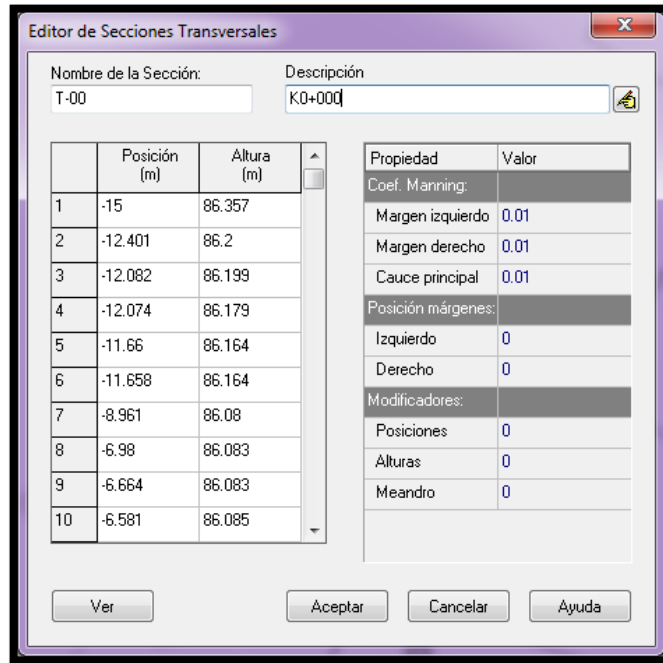 Editor de Secciones Transversales
Nombre de la Sección: Descripción
T-00 K0+000
Posición (m) Altura (m)
1 -15 86.357
2 -12.401 86.2
3 -12.082 86.199
4 -12.074 86.179
5 -11.66 86.164
6 -11.658 86.164
7 -8.961 86.08
8 -6.98 86.083
9 -6.664 86.083
10 -6.581 86.085
Propiedad Valor
Coef. Manning:
Margen izquierdo 0.01
Margen derecho 0.01
Cauce principal 0.01
Posición márgenes:
Izquierdo 0
Derecho 0
Modificadores:
Posiciones 0
Alturas 0
Meandro 0
Ver Aceptar Cancelar Ayuda